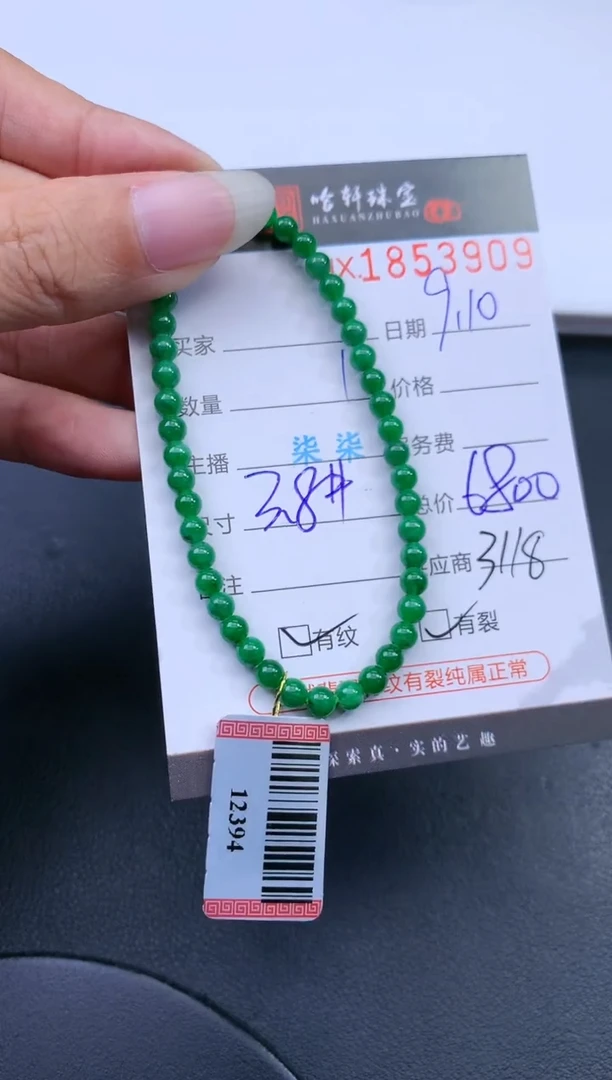 哈轩珠宝
HAXUANZHUBAO
X.1853909
买家 日期 9.10
数量 1 价格
主播 柒柒 务费
尺寸 3.8# 总价 6800
注 应商 3118
有纹 有裂
纹有裂纯属正常
探索真·实的艺趣
12394